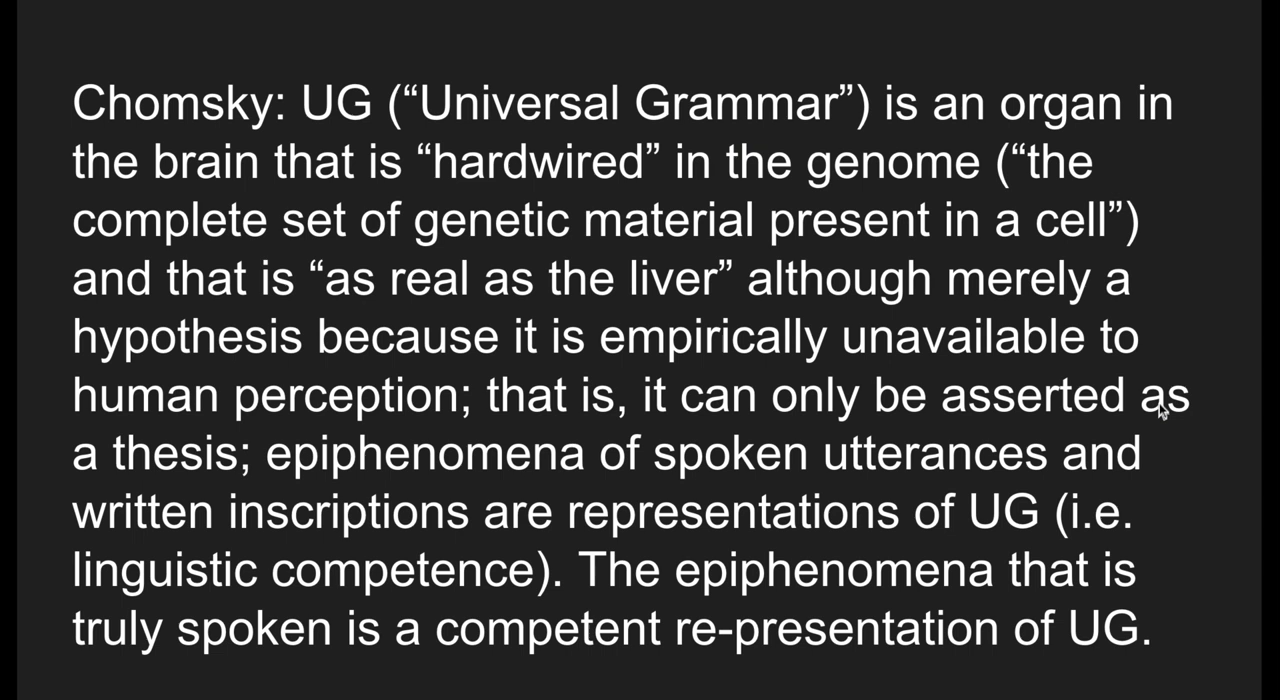 Chomsky: UG (“Universal Grammar”) is an organ in
the brain that is “hardwired” in the genome (“the
complete set of genetic material present in a cell”)
and that is “as real as the liver” although merely a
hypothesis because it is empirically unavailable to
human perception; that is, it can only be asserted as
a thesis; epiphenomena of spoken utterances and
written inscriptions are representations of UG (i.e.
linguistic competence). The epiphenomena that is
truly spoken is a competent re-presentation of UG.